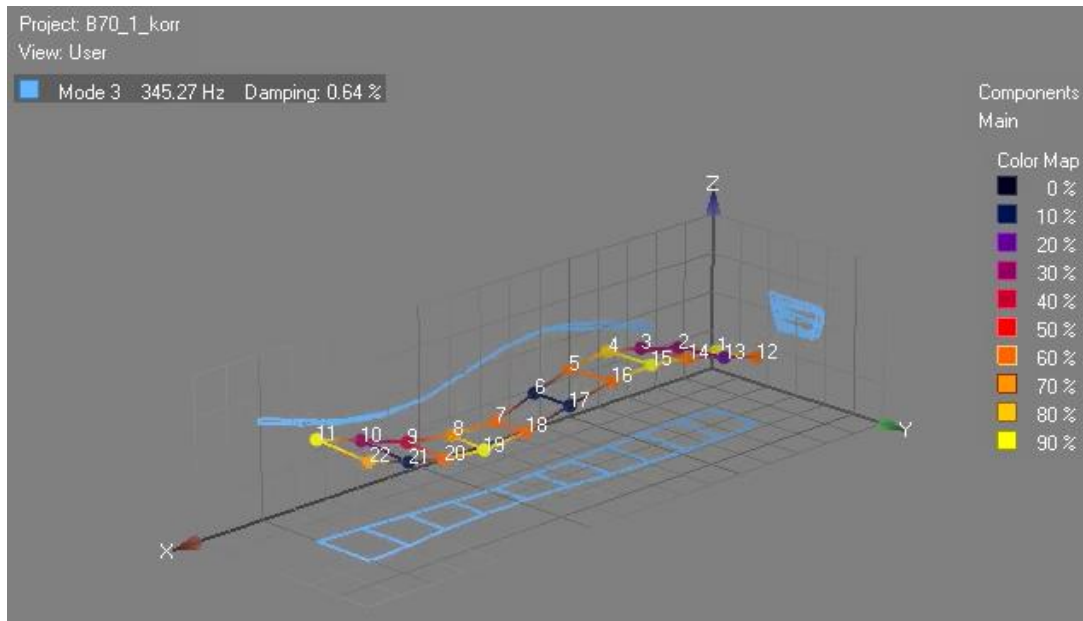 Project: B70_1_korr
View: User
Mode 3 345.27 Hz Damping: 0.64 %
Components
Main
Color Map
0 %
10 %
20 %
30 %
40 %
50 %
60 %
70 %
80 %
90 %
Z
4 3 2 1
5 15 14 13 12
6 16
17
11 10 9 8 7
18
22 21 20 19
Y
X